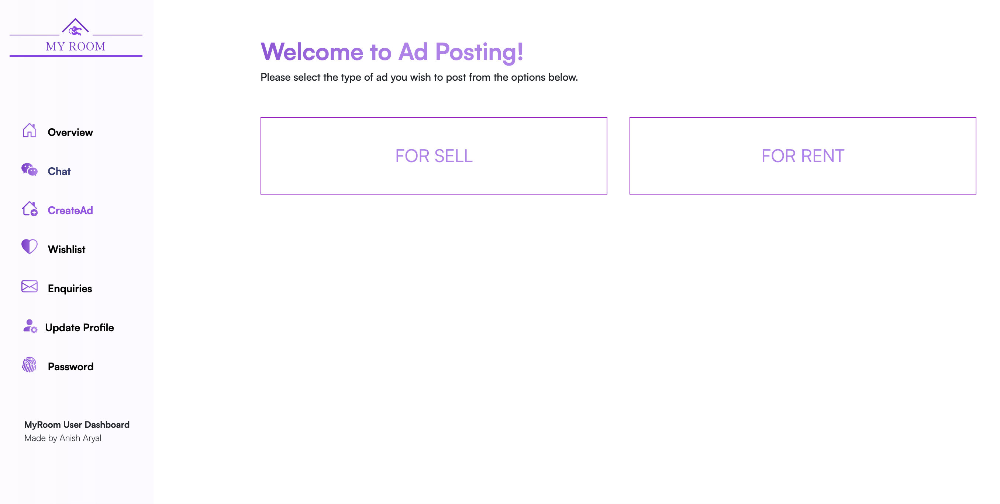 MY ROOM
Overview
Chat
CreateAd
Wishlist
Enquiries
Update Profile
Password
MyRoom User Dashboard
Made by Anish Aryal
Welcome to Ad Posting!
Please select the type of ad you wish to post from the options below.
FOR SELL
FOR RENT